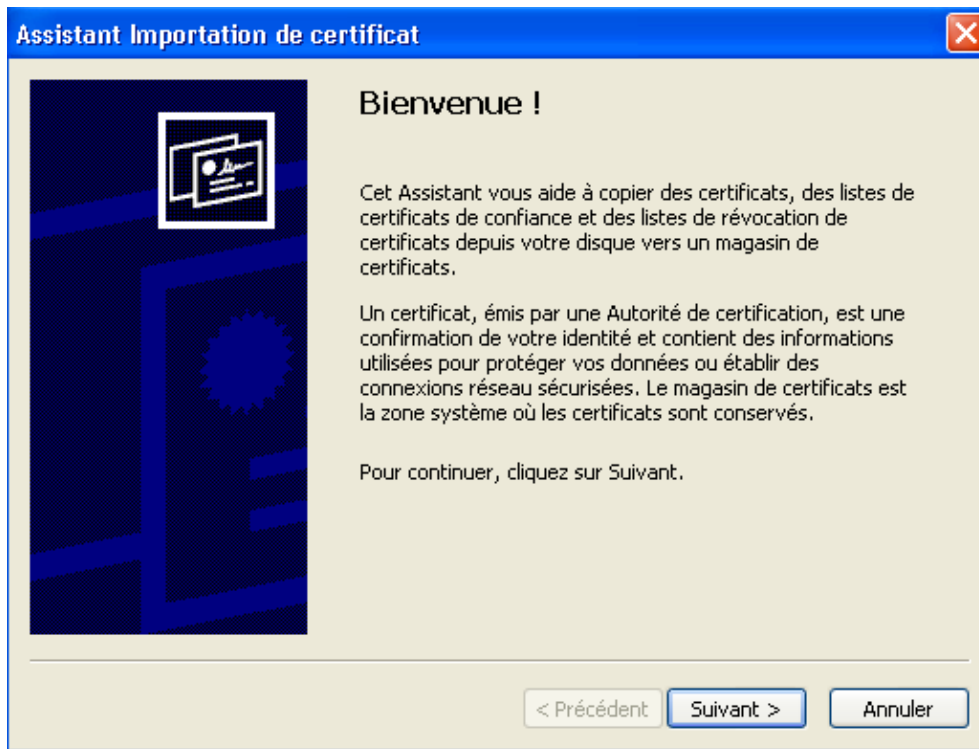 Assistant Importation de certificat
Bienvenue !
Cet Assistant vous aide à copier des certificats, des listes de
certificats de confiance et des listes de révocation de
certificats depuis votre disque vers un magasin de
certificats.
Un certificat, émis par une Autorité de certification, est une
confirmation de votre identité et contient des informations
utilisées pour protéger vos données ou établir des
connexions réseau sécurisées. Le magasin de certificats est
la zone système où les certificats sont conservés.
Pour continuer, cliquez sur Suivant.
< Précédent Suivant > Annuler